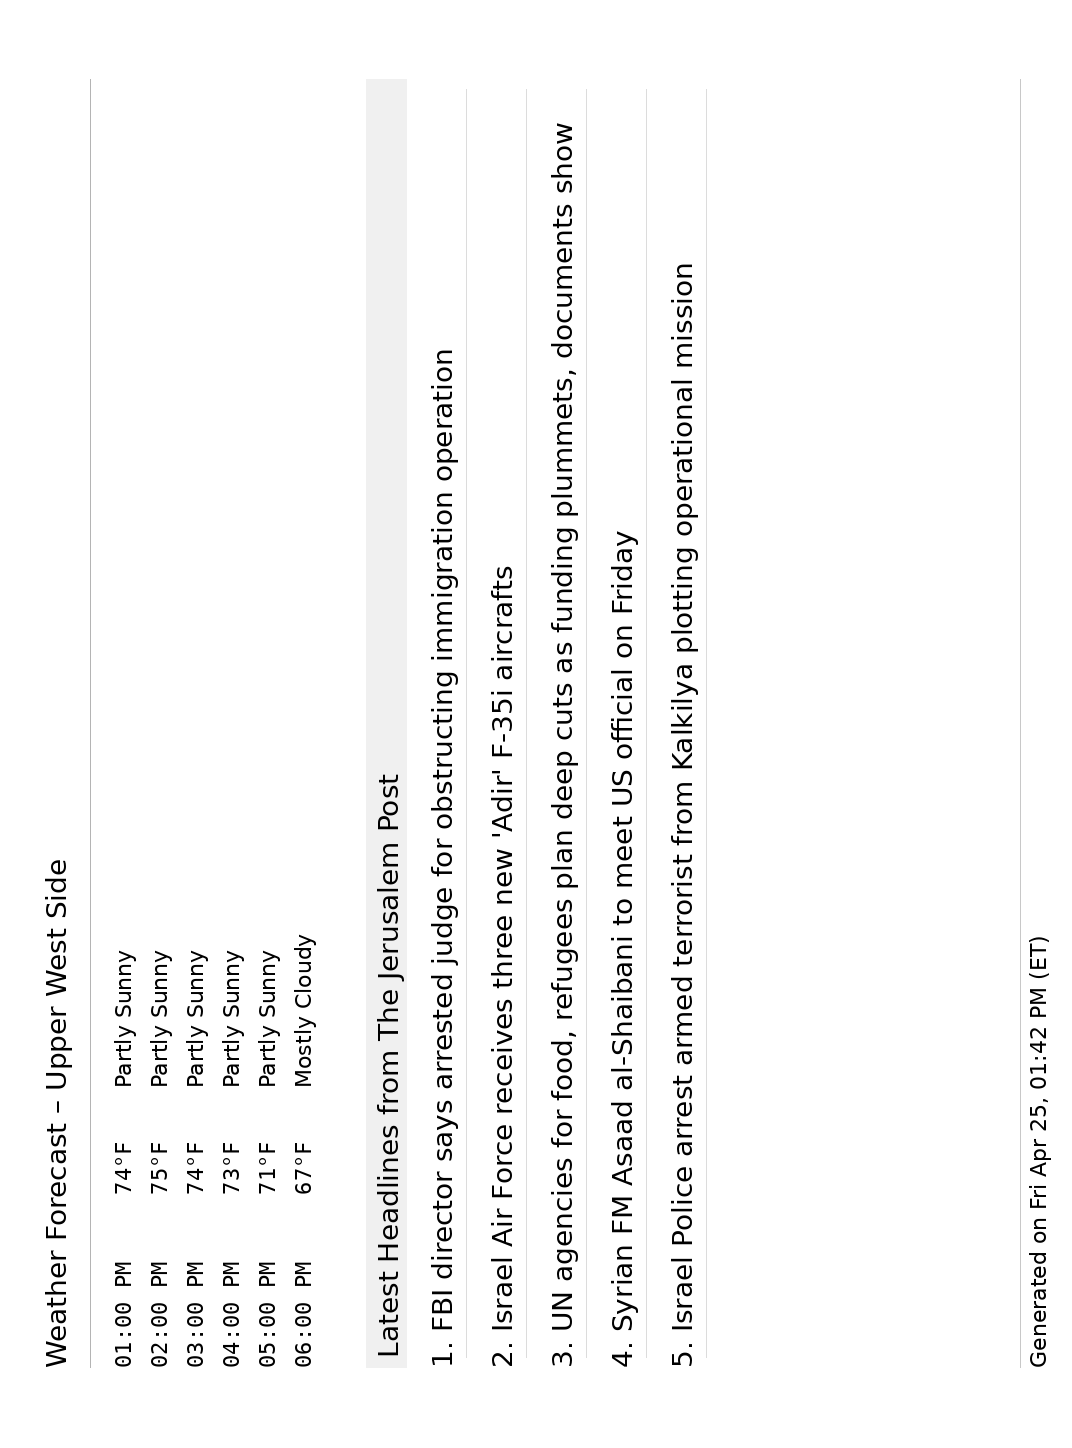 Weather Forecast – Upper West Side
01:00 PM 74°F Partly Sunny
02:00 PM 75°F Partly Sunny
03:00 PM 74°F Partly Sunny
04:00 PM 73°F Partly Sunny
05:00 PM 71°F Partly Sunny
06:00 PM 67°F Mostly Cloudy
Latest Headlines from The Jerusalem Post
1. FBI director says arrested judge for obstructing immigration operation
2. Israel Air Force receives three new 'Adir' F-35i aircrafts
3. UN agencies for food, refugees plan deep cuts as funding plummets, documents show
4. Syrian FM Asaad al-Shaibani to meet US official on Friday
5. Israel Police arrest armed terrorist from Kalkilya plotting operational mission
Generated on Fri Apr 25, 01:42 PM (ET)